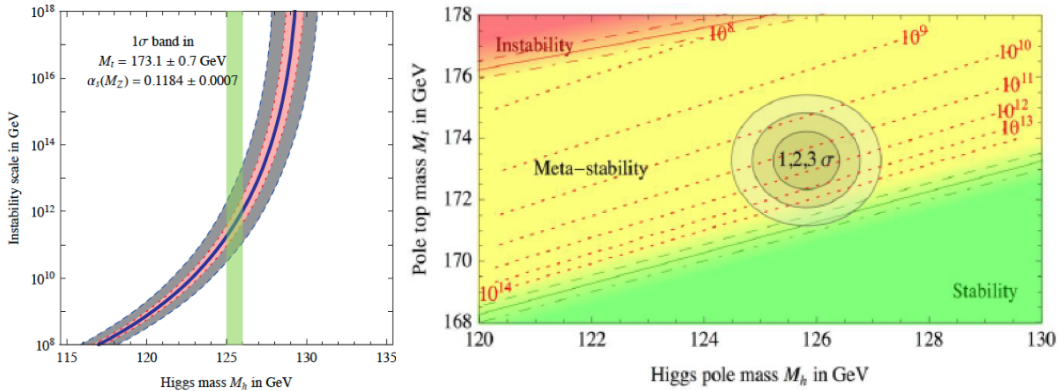 10^18
10^16
10^14
10^12
10^10
10^8
Instability scale in GeV
1σ band in
M_t = 173.1 ± 0.7 GeV
α_s(M_Z) = 0.1184 ± 0.0007
115 120 125 130 135
Higgs mass M_h in GeV
178
176
174
172
170
168
Pole top mass M_t in GeV
Instability
10^8
10^9
10^10
10^11
10^12
10^13
1,2,3 σ
Meta−stability
10^14
Stability
120 122 124 126 128 130
Higgs pole mass M_h in GeV